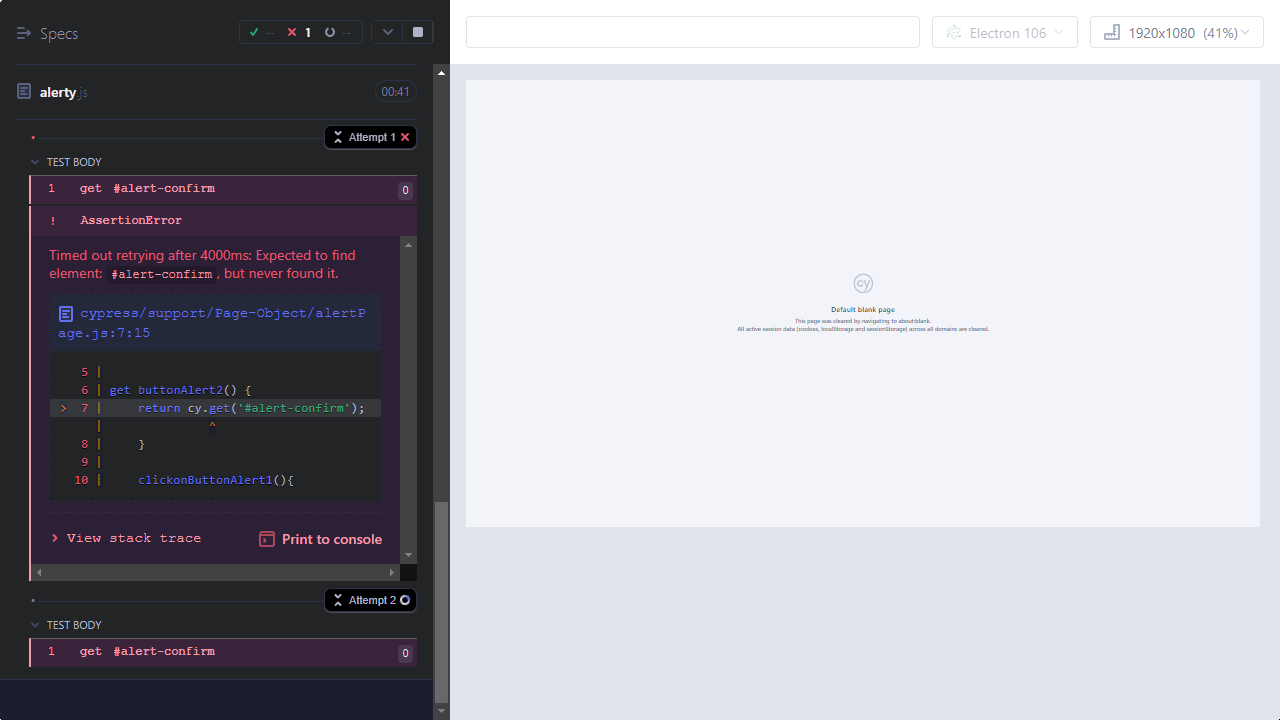 Specs
-- 1 --
Electron 106
1920x1080 (41%)
alerty.js
00:41
Attempt 1
TEST BODY
1 get #alert-confirm 0
! AssertionError
Timed out retrying after 4000ms: Expected to find
element: #alert-confirm, but never found it.
cypress/support/Page-Object/alertP
age.js:7:15
5 |
6 | get buttonAlert2() {
> 7 | return cy.get('#alert-confirm');
| ^
8 | }
9 |
10 | clickonButtonAlert1(){
View stack trace
Print to console
Attempt 2
TEST BODY
1 get #alert-confirm 0
cy
Default blank page
This page was cleared by navigating to about:blank.
All active session data (cookies, localStorage and sessionStorage) across all domains are cleared.